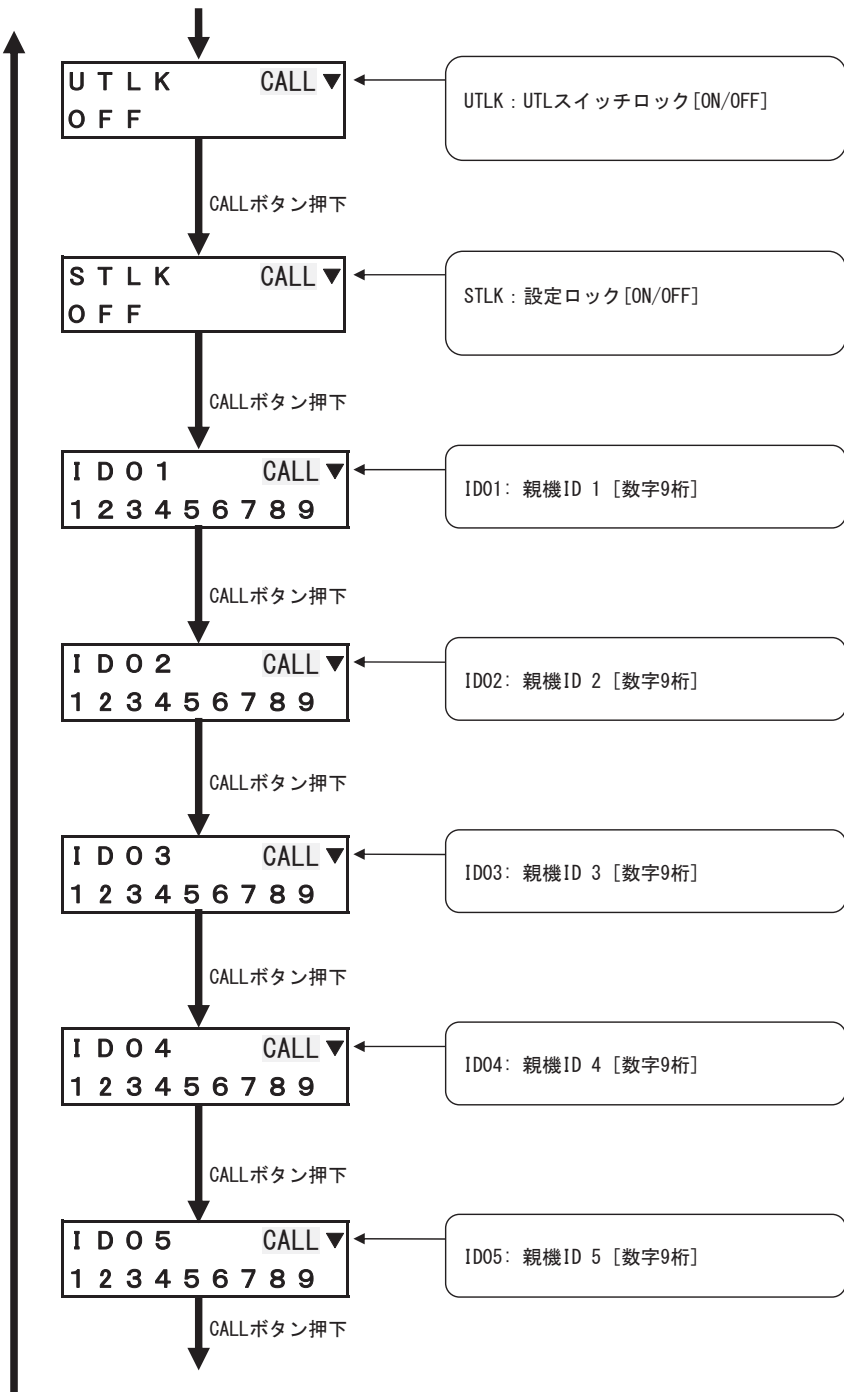 UTLK CALL▼
OFF
UTLK：UTLスイッチロック[ON/OFF]
CALLボタン押下
STLK CALL▼
OFF
STLK：設定ロック[ON/OFF]
CALLボタン押下
ID01 CALL▼
123456789
ID01: 親機ID 1 [数字9桁]
CALLボタン押下
ID02 CALL▼
123456789
ID02: 親機ID 2 [数字9桁]
CALLボタン押下
ID03 CALL▼
123456789
ID03: 親機ID 3 [数字9桁]
CALLボタン押下
ID04 CALL▼
123456789
ID04: 親機ID 4 [数字9桁]
CALLボタン押下
ID05 CALL▼
123456789
ID05: 親機ID 5 [数字9桁]
CALLボタン押下